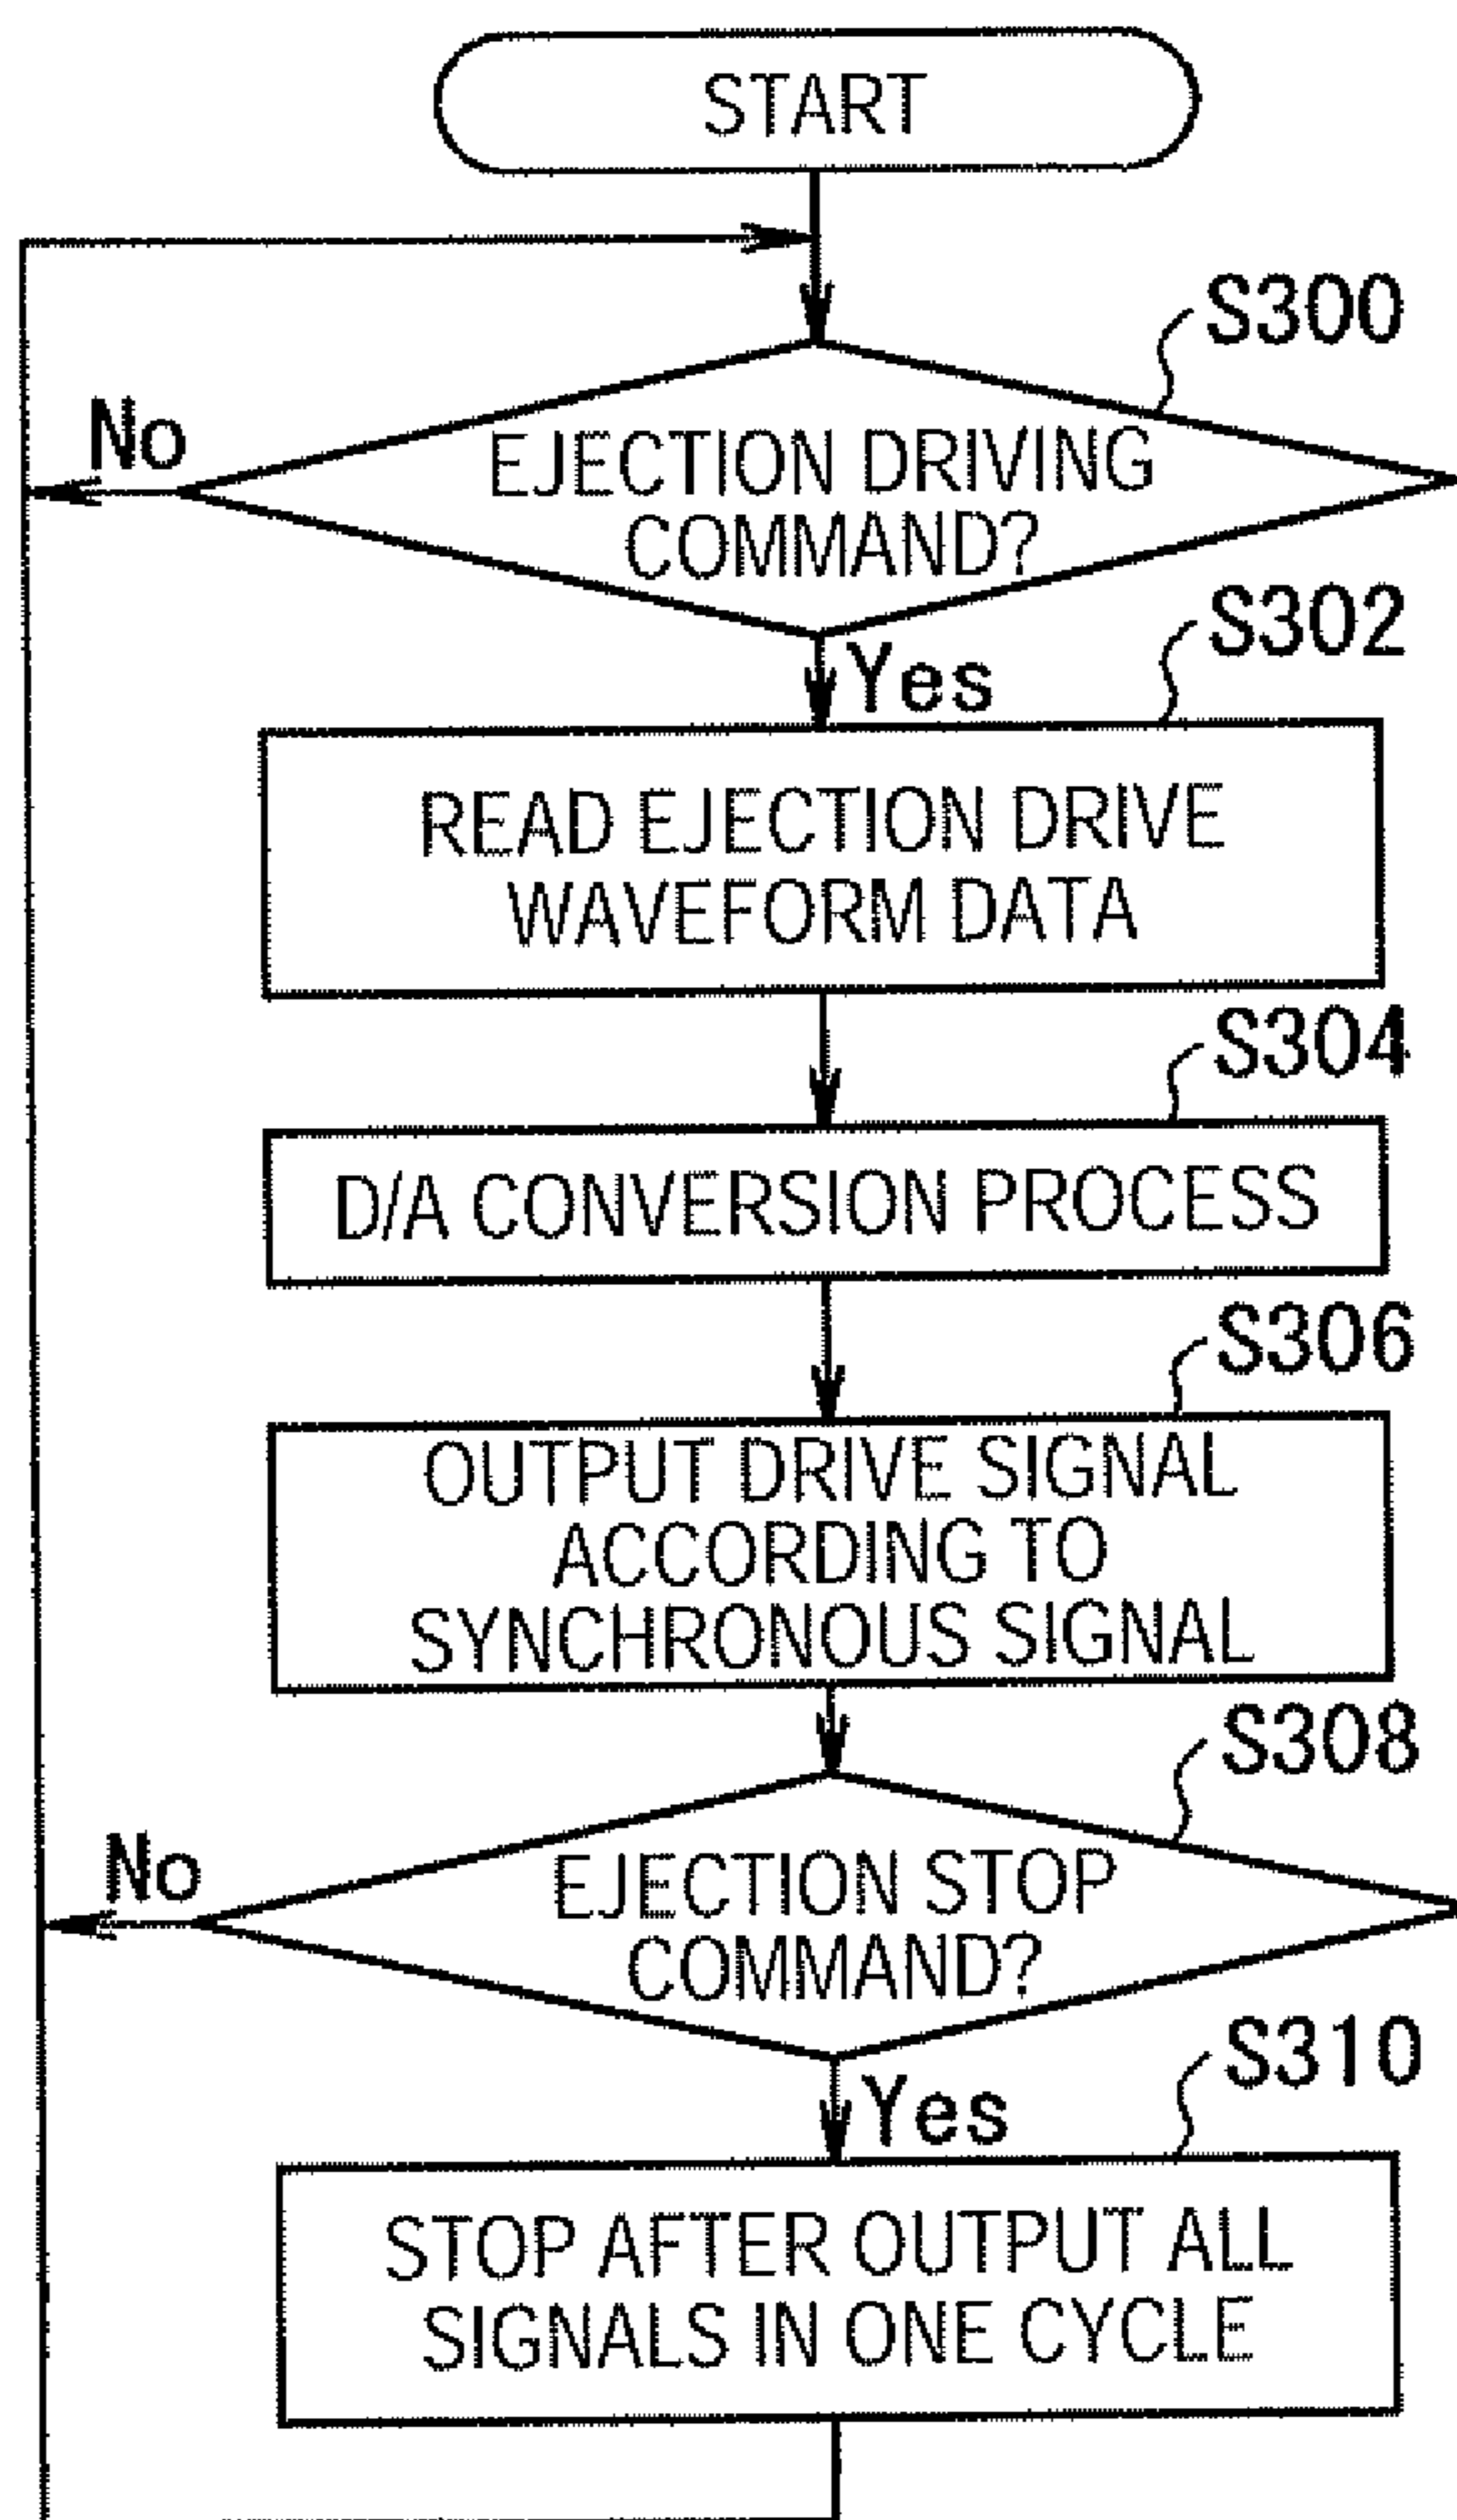 START
S300
No
EJECTION DRIVING
COMMAND?
S302
Yes
READ EJECTION DRIVE
WAVEFORM DATA
S304
D/A CONVERSION PROCESS
S306
OUTPUT DRIVE SIGNAL
ACCORDING TO
SYNCHRONOUS SIGNAL
S308
No
EJECTION STOP
COMMAND?
S310
Yes
STOP AFTER OUTPUT ALL
SIGNALS IN ONE CYCLE